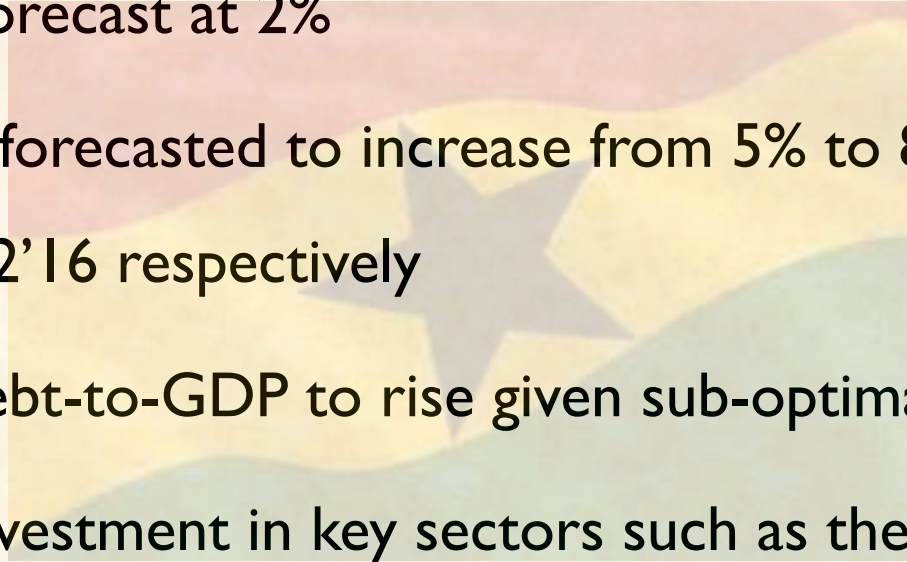 orecast at 2%
forecasted to increase from 5% to
2’16 respectively
ebt-to-GDP to rise given sub-optima
vestment in key sectors such as the